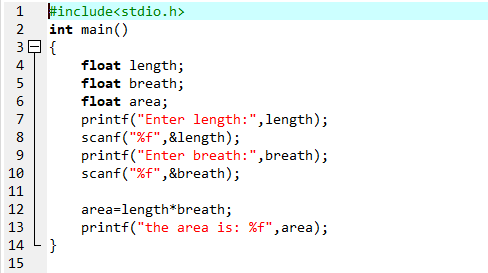 1 #include<stdio.h>
2 int main()
3 {
4 float length;
5 float breath;
6 float area;
7 printf("Enter length:",length);
8 scanf("%f",&length);
9 printf("Enter breath:",breath);
10 scanf("%f",&breath);
11
12 area=length*breath;
13 printf("the area is: %f",area);
14 }
15